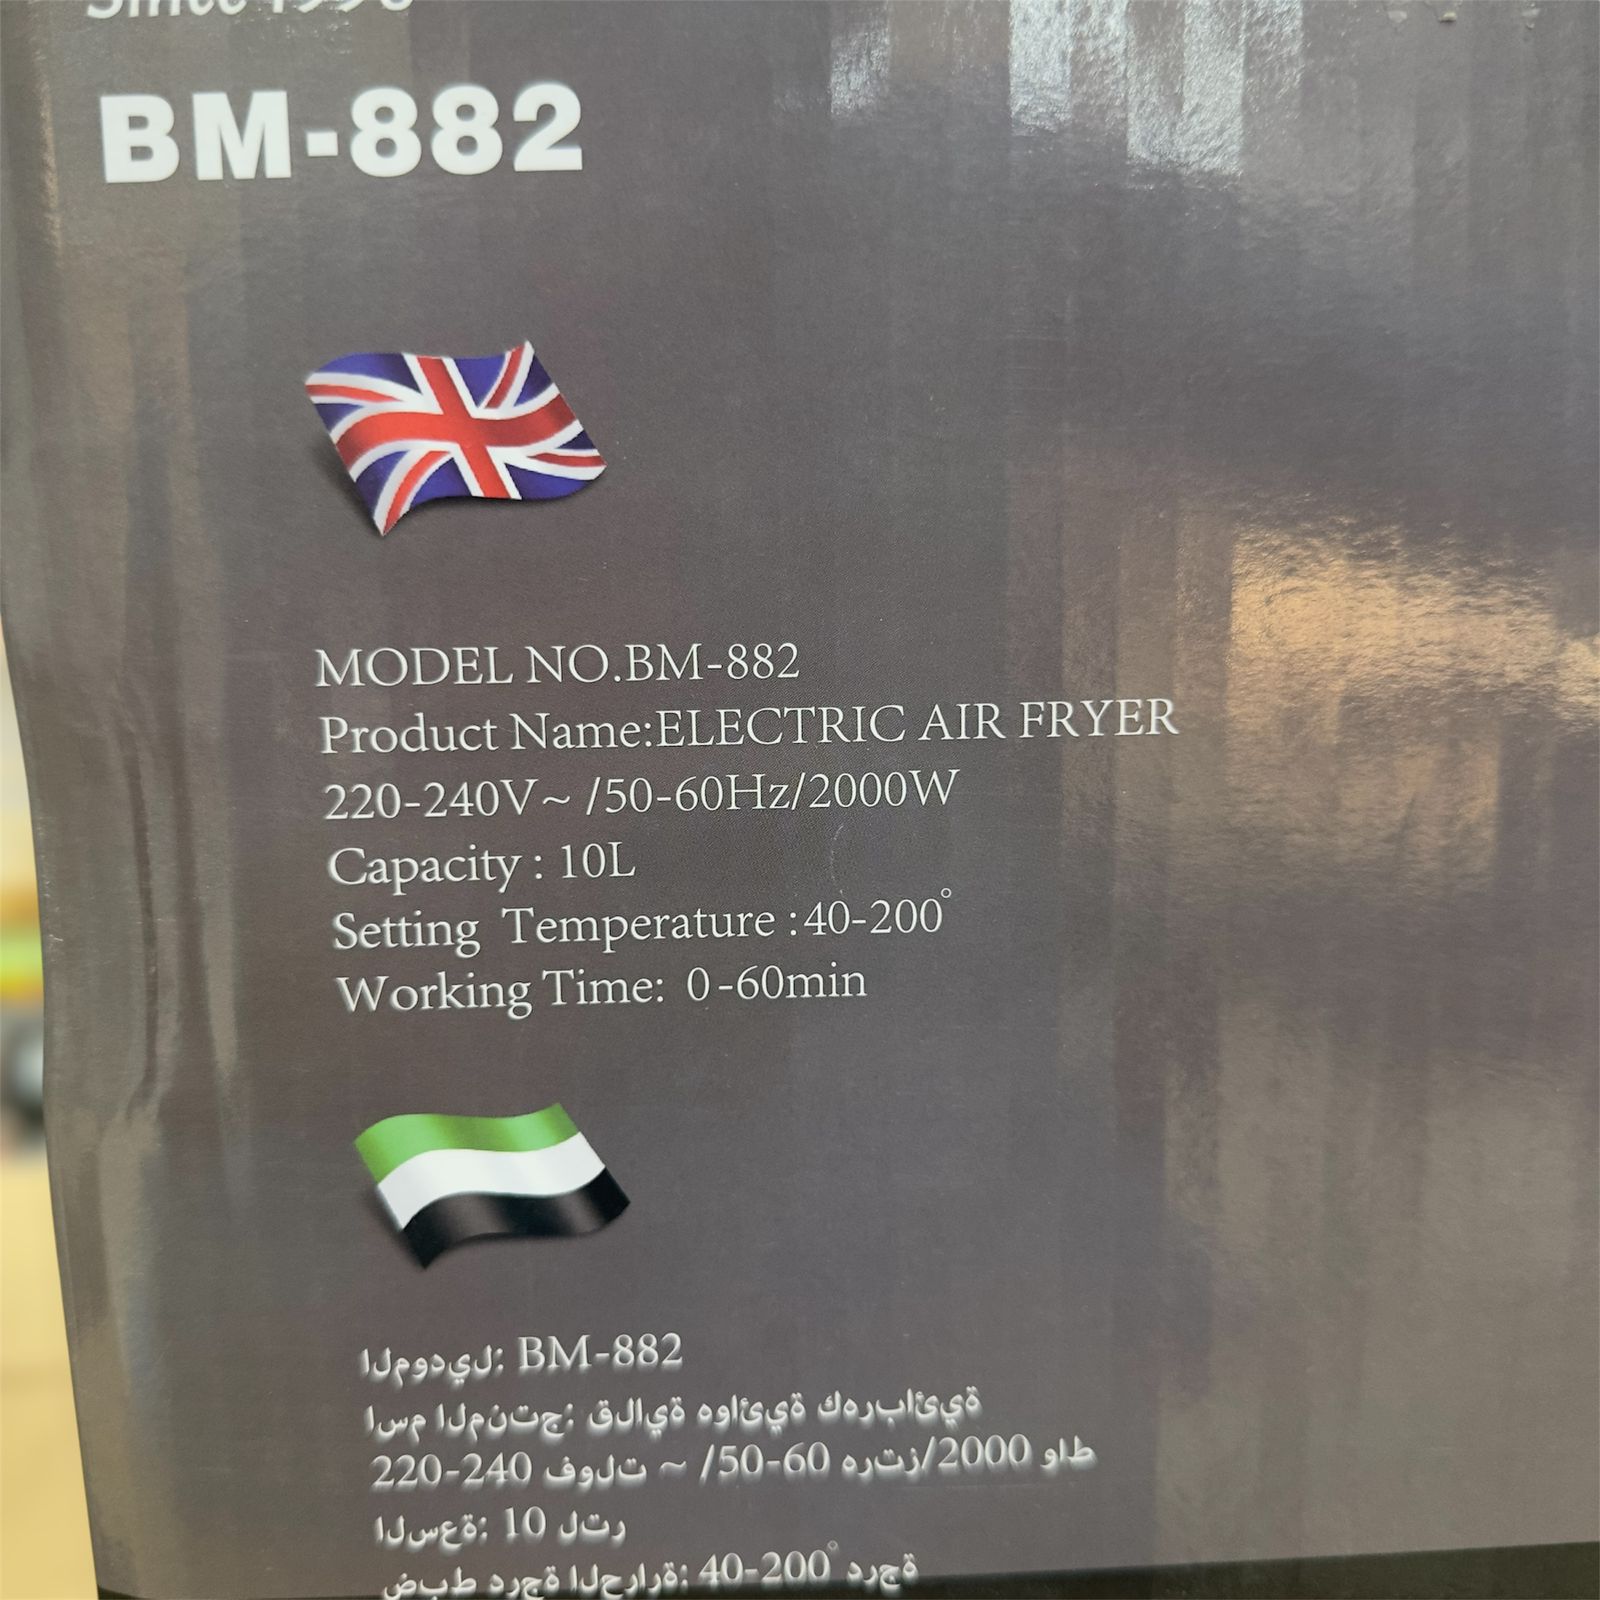 Since 1996
BM-882
MODEL NO.BM-882
Product Name:ELECTRIC AIR FRYER
220-240V~ /50-60Hz/2000W
Capacity : 10L
Setting Temperature :40-200°
Working Time: 0-60min
الموديل: BM-882
اسم المنتج: قلاية هوائية كهربائية
220-240 فولت ~ /50-60 هرتز/2000 واط
السعة: 10 لتر
ضبط درجة الحرارة: 40-200° درجة